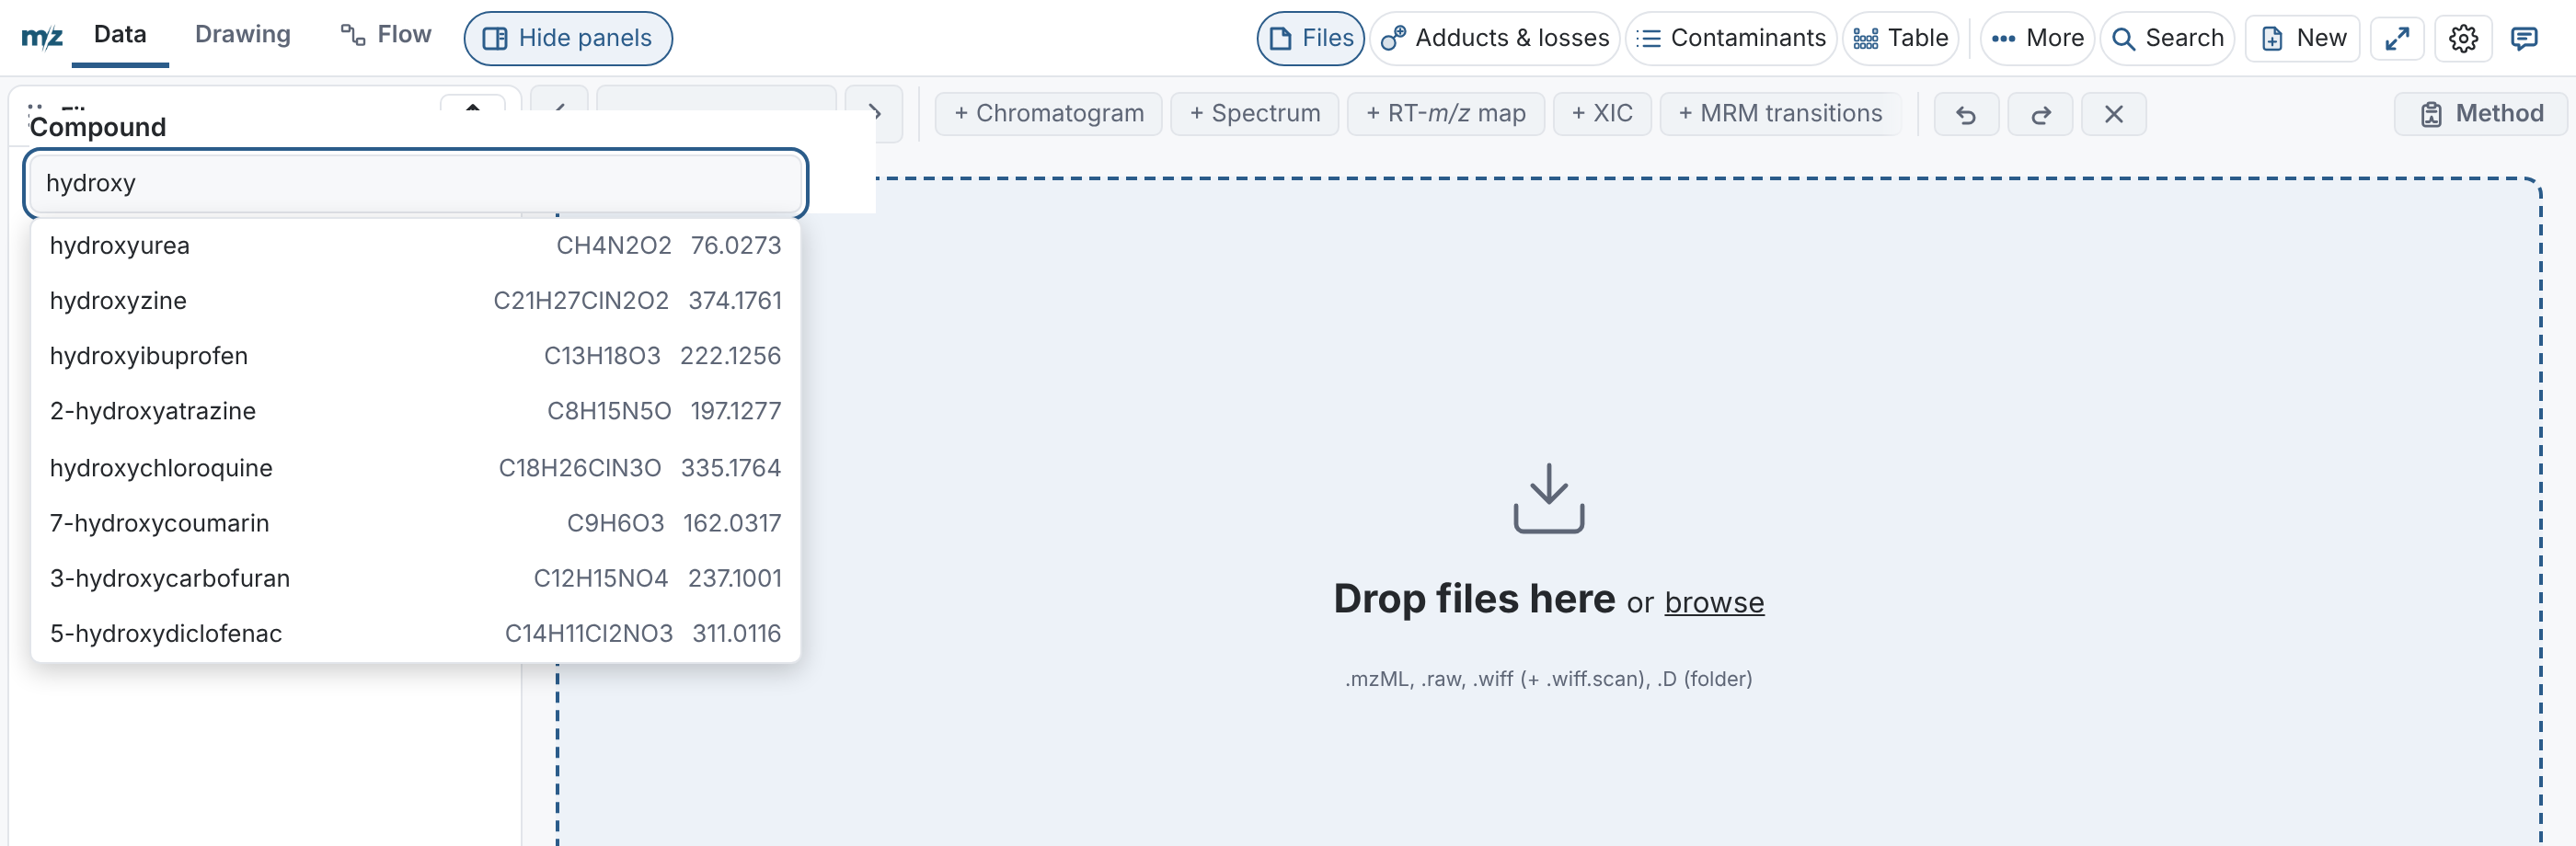 m/z Data Drawing Flow Hide panels Files Adducts & losses Contaminants Table More Search New
+ Chromatogram + Spectrum + RT-m/z map + XIC + MRM transitions Method
Compound
hydroxy
hydroxyurea CH4N2O2 76.0273
hydroxyzine C21H27ClN2O2 374.1761
hydroxyibuprofen C13H18O3 222.1256
2-hydroxyatrazine C8H15N5O 197.1277
hydroxychloroquine C18H26ClN3O 335.1764
7-hydroxycoumarin C9H6O3 162.0317
3-hydroxycarbofuran C12H15NO4 237.1001
5-hydroxydiclofenac C14H11Cl2NO3 311.0116
Drop files here or browse
.mzML, .raw, .wiff (+ .wiff.scan), .D (folder)